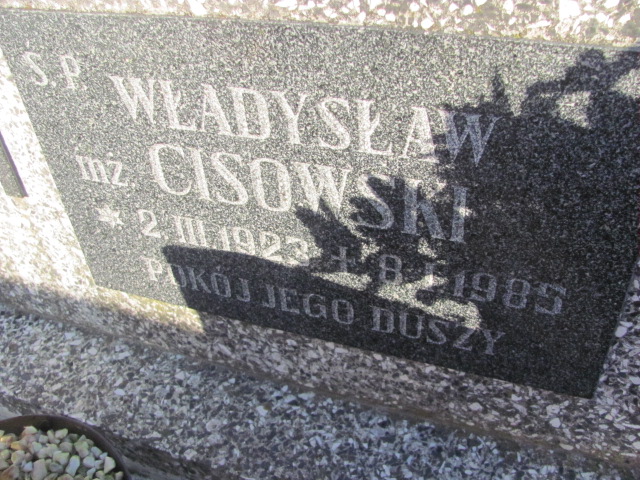 Ś.P. WŁADYSŁAW
inż. CISOWSKI
* 2.III.1923 + 8.I.1985
POKÓJ JEGO DUSZY